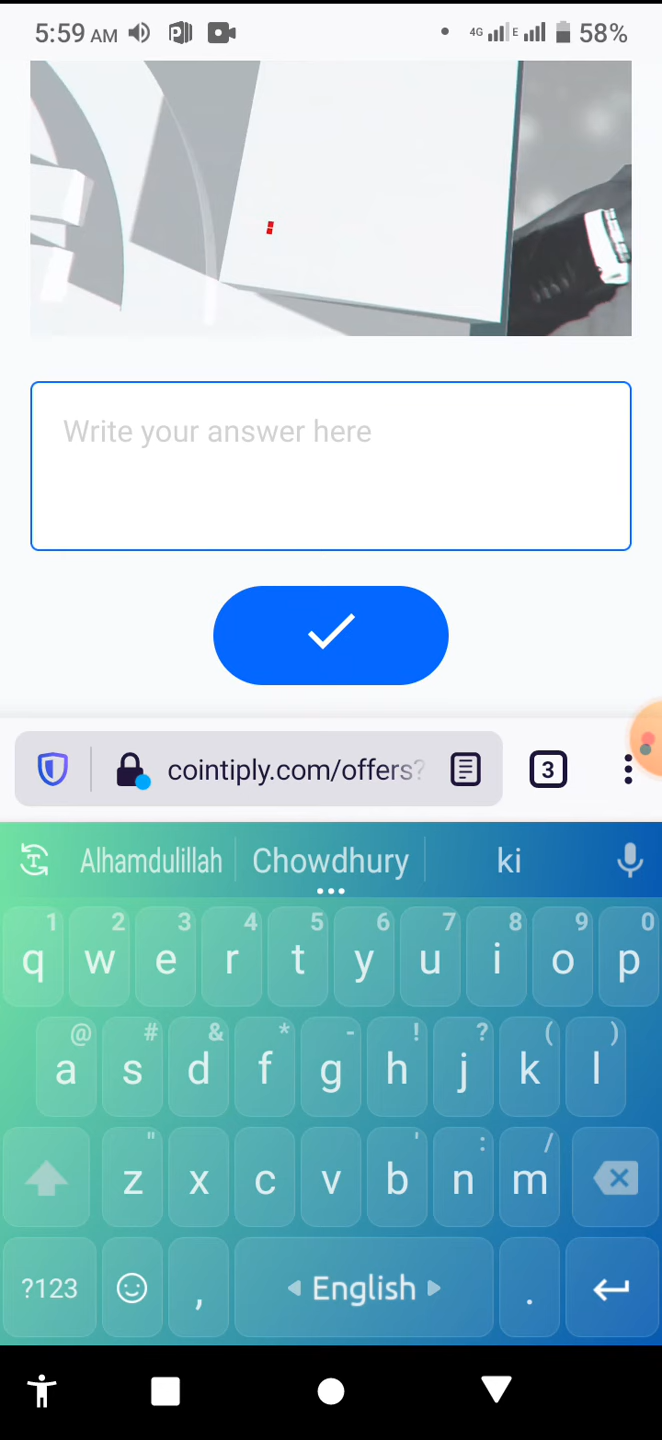 5:59 AM 4G E 58%
Write your answer here
cointiply.com/offers? 3
Alhamdulillah Chowdhury ki
1 2 3 4 5 6 7 8 9 0
q w e r t y u i o p
@ # & * - ! ? ( )
a s d f g h j k l
" ' : /
z x c v b n m
?123 , English .